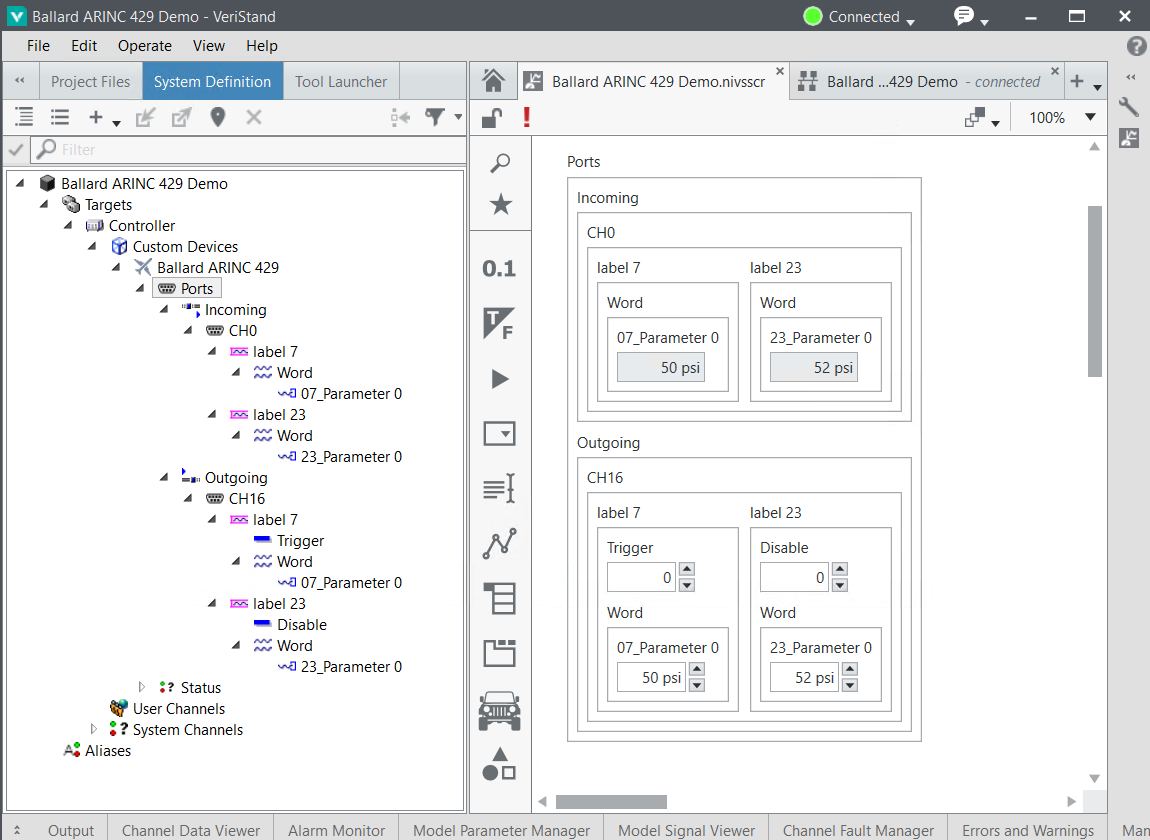 Ballard ARINC 429 Demo - VeriStand
Connected
File Edit Operate View Help
Project Files System Definition Tool Launcher
Ballard ARINC 429 Demo.nivsscr
Ballard ...429 Demo - connected
100%
Filter
Ballard ARINC 429 Demo
Targets
Controller
Custom Devices
Ballard ARINC 429
Ports
Incoming
CH0
label 7
Word
07_Parameter 0
label 23
Word
23_Parameter 0
Outgoing
CH16
label 7
Trigger
Word
07_Parameter 0
label 23
Disable
Word
23_Parameter 0
Status
User Channels
System Channels
Aliases
0.1
T F
Ports
Incoming
CH0
label 7 label 23
Word Word
07_Parameter 0 23_Parameter 0
50 psi 52 psi
Outgoing
CH16
label 7 label 23
Trigger Disable
0 0
Word Word
07_Parameter 0 23_Parameter 0
50 psi 52 psi
Output Channel Data Viewer Alarm Monitor Model Parameter Manager Model Signal Viewer Channel Fault Manager Errors and Warnings Man